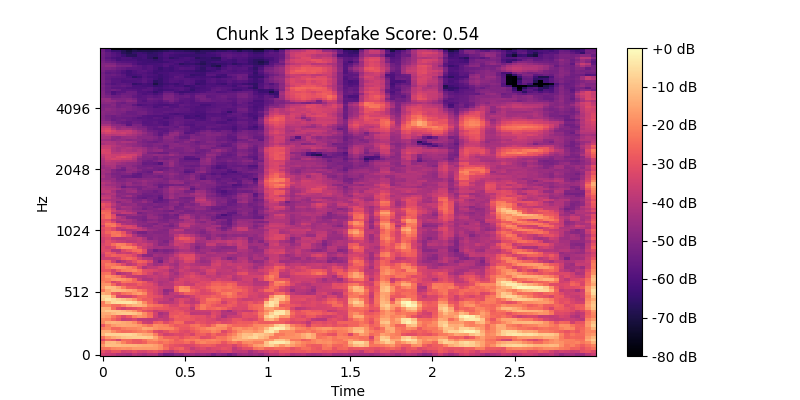 Chunk 13 Deepfake Score: 0.54
+0 dB
-10 dB
-20 dB
-30 dB
-40 dB
-50 dB
-60 dB
-70 dB
-80 dB
Hz
4096
2048
1024
512
0
0
0.5
1
1.5
2
2.5
Time